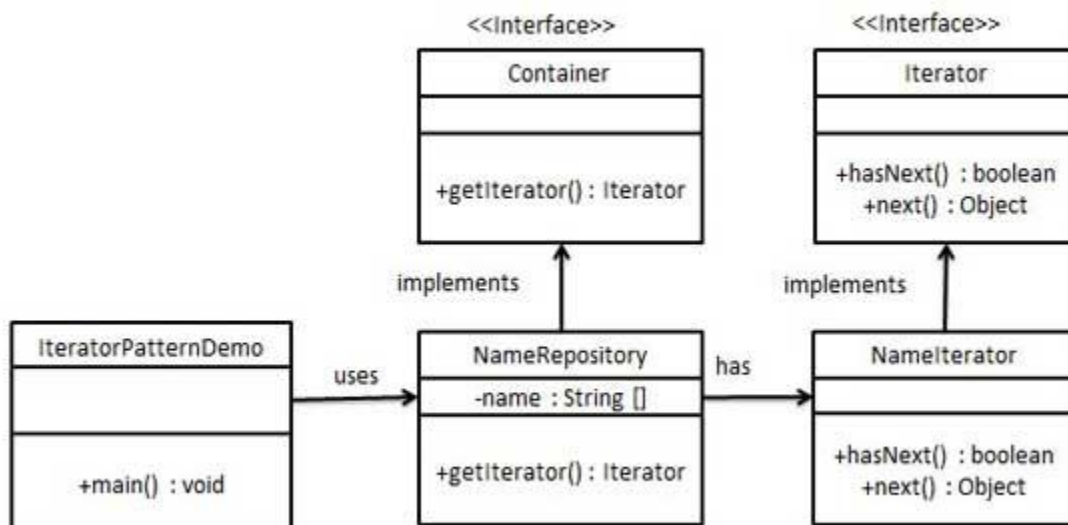 <<Interface>>
Container
+getIterator() : Iterator
<<Interface>>
Iterator
+hasNext() : boolean
+next() : Object
implements
implements
IteratorPatternDemo
+main() : void
uses
NameRepository
-name : String []
+getIterator() : Iterator
has
NameIterator
+hasNext() : boolean
+next() : Object